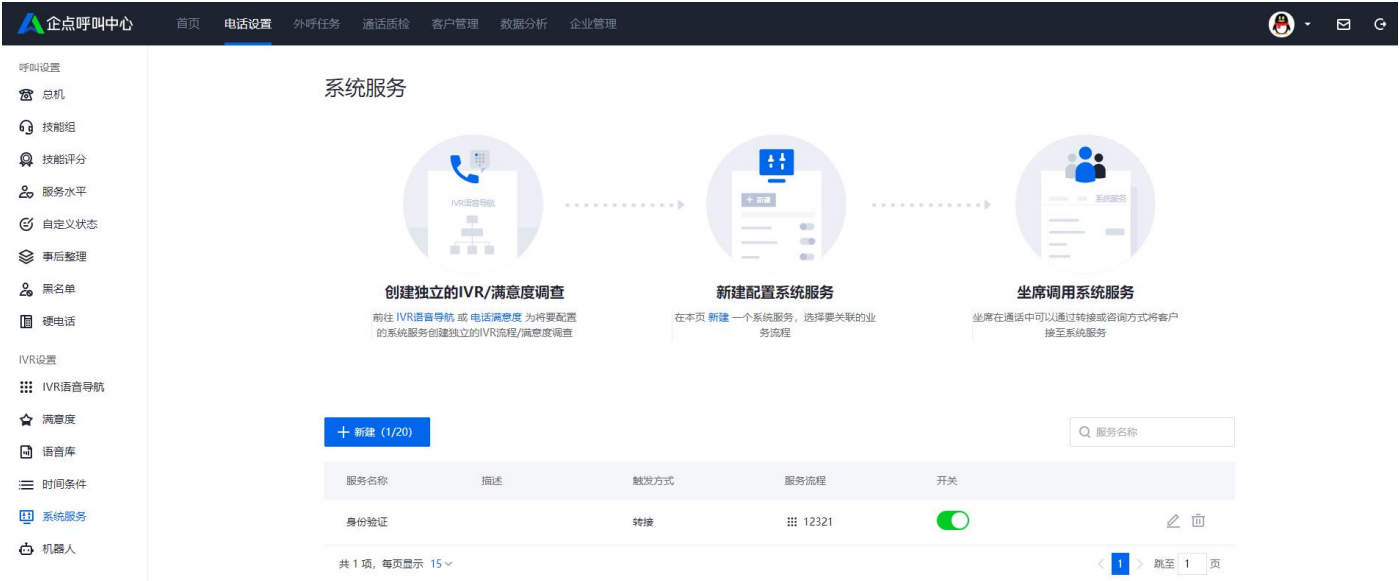 企点呼叫中心 首页 电话设置 外呼任务 通话质检 客户管理 数据分析 企业管理
呼叫设置
总机
技能组
技能评分
服务水平
自定义状态
事后整理
黑名单
硬电话
IVR设置
IVR语音导航
满意度
语音库
时间条件
系统服务
机器人
系统服务
IVR语音导航
+ 新建
系统服务
创建独立的IVR/满意度调查
前往 IVR语音导航 或 电话满意度 为将要配置
的系统服务创建独立的IVR流程/满意度调查
新建配置系统服务
在本页 新建 一个系统服务，选择要关联的业
务流程
坐席调用系统服务
坐席在通话中可以通过转接或咨询方式将客户
接至系统服务
+ 新建 (1/20)
服务名称
服务名称 描述 触发方式 服务流程 开关
身份验证 转接 12321
共 1 项，每页显示 15
< 1 > 跳至 1 页